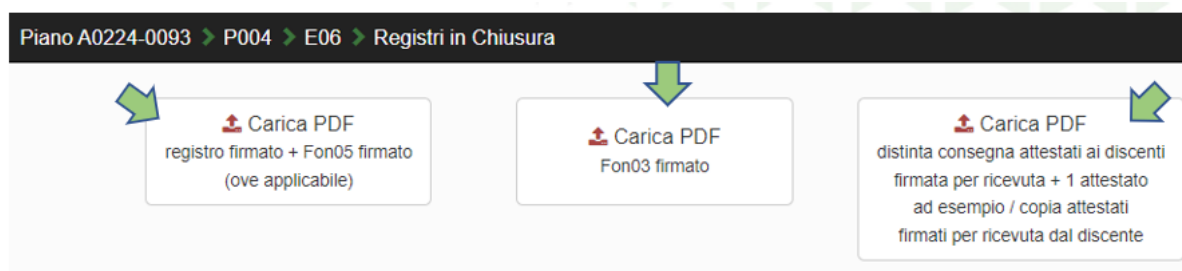 Piano A0224-0093 > P004 > E06 > Registri in Chiusura
Carica PDF
registro firmato + Fon05 firmato
(ove applicabile)
Carica PDF
Fon03 firmato
Carica PDF
distinta consegna attestati ai discenti
firmata per ricevuta + 1 attestato
ad esempio / copia attestati
firmati per ricevuta dal discente